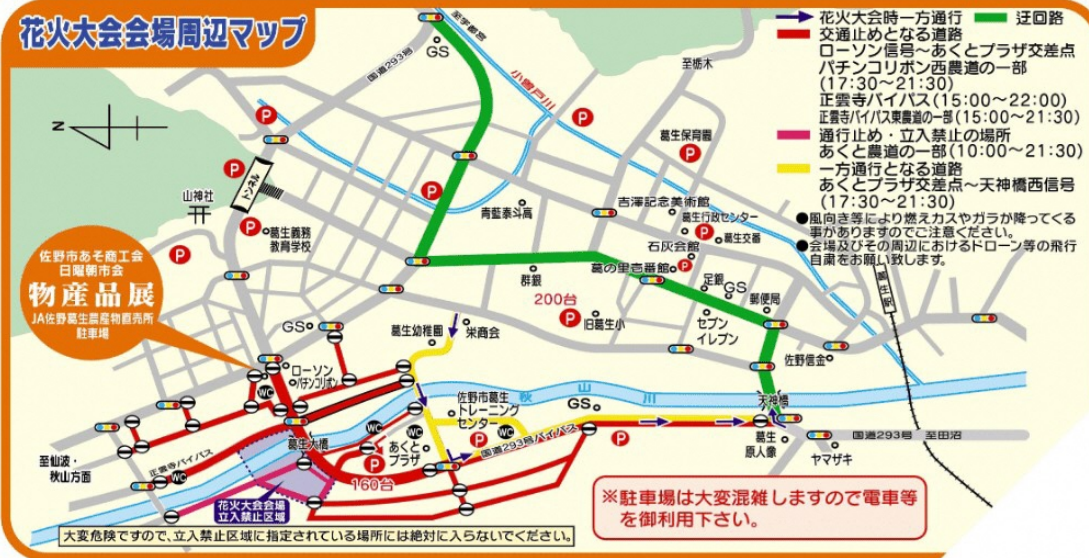 花火大会会場周辺マップ
花火大会時一方通行
迂回路
交通止めとなる道路
ローソン信号～あくとプラザ交差点
パチンコリボン西農道の一部
(17:30～21:30)
正雲寺バイパス(15:00～22:00)
正雲寺バイパス東農道の一部(15:00～21:30)
通行止め・立入禁止の場所
あくと農道の一部(10:00～21:30)
一方通行となる道路
あくとプラザ交差点～天神橋西信号
(17:30～21:30)
●風向き等により燃えカスやガラが降ってくる
事がありますのでご注意ください。
●会場及びその周辺におけるドローン等の飛行
自粛をお願い致します。
至宇都宮
GS
国道293号
小曽戸川
至栃木
N
P
P
P
P
P
P
P
トンネル
山神社
葛生義務
教育学校
青藍泰斗高
葛生保育園
吉澤記念美術館
葛生行政センター
P
葛生交番
石灰会館
葛の里壱番館
P
足銀
GS
郵便局
群銀
200台
P
旧葛生小
セブン
イレブン
佐野信金
葛生駅
佐野市あそ商工会
日曜朝市会
物産品展
JA佐野葛生農産物直売所
駐車場
GS
葛生幼稚園
栄商会
ローソン
パチンコリボン
WC
佐野市葛生
トレーニング
センター
秋山川
GS
天神橋
葛生大橋
WC
あくと
プラザ
WC
P
P
国道293号バイパス
P
葛生
原人像
ヤマザキ
国道293号 至田沼
至仙波・
秋山方面
正雲寺バイパス
WC
160台
花火大会会場
立入禁止区域
※駐車場は大変混雑しますので電車等
を御利用下さい。
大変危険ですので、立入禁止区域に指定されている場所には絶対に入らないでください。